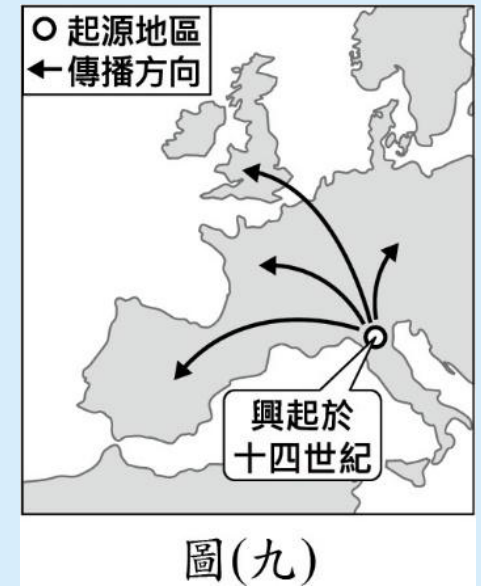 起源地區
傳播方向
興起於
十四世紀
圖(九)